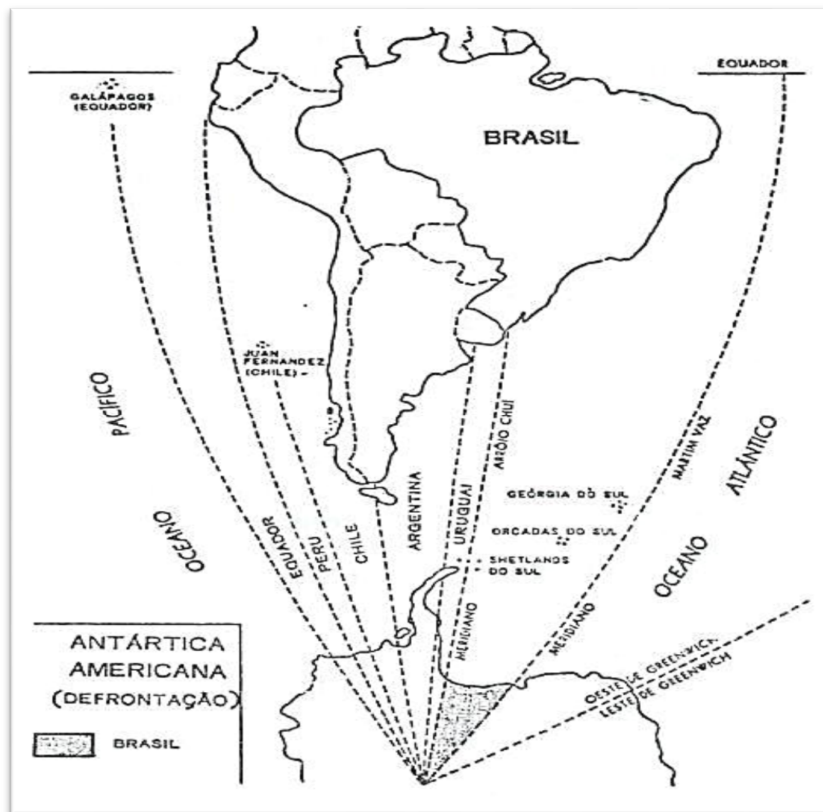 EQUADOR
GALÁPAGOS
(EQUADOR)
BRASIL
JUAN
FERNANDEZ
(CHILE)
PACÍFICO
OCEANO
EQUADOR
PERU
CHILE
ARGENTINA
URUGUAI
ARRÔIO CHUÍ
MERIDIANO
GEÓRGIA DO SUL
ORCADAS DO SUL
SHETLANDS
DO SUL
MARTIM VAZ
MERIDIANO
ATLÂNTICO
OCEANO
OESTE DE GREENWICH
LESTE DE GREENWICH
ANTÁRTICA
AMERICANA
(DEFRONTAÇÃO)
BRASIL